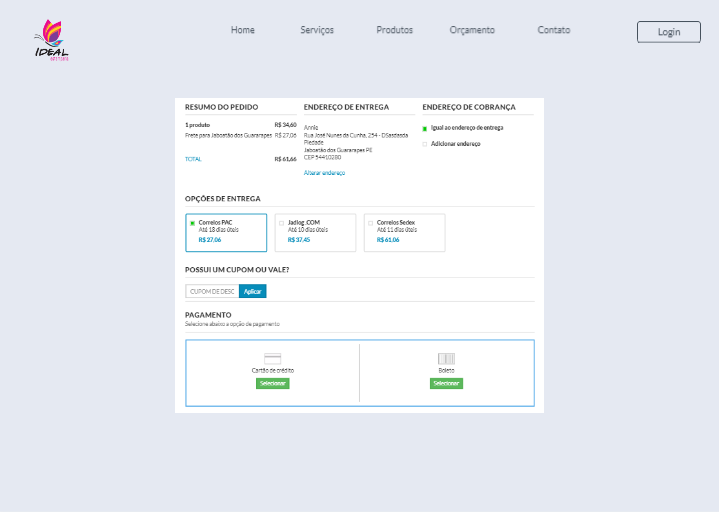 IDEAL
Home
Serviços
Produtos
Orçamento
Contato
Login
RESUMO DO PEDIDO
1 produto R$ 34,60
Frete para Jaboatão dos Guararapes R$ 27,06
TOTAL R$ 61,66
ENDEREÇO DE ENTREGA
Annie
Rua José Nunes da Cunha, 254 - DSasdasda
Piedade
Jaboatão dos Guararapes PE
CEP 54410280
Alterar endereço
ENDEREÇO DE COBRANÇA
Igual ao endereço de entrega
Adicionar endereço
OPÇÕES DE ENTREGA
Correios PAC
Até 18 dias úteis
R$ 27,06
Jadlog .COM
Até 10 dias úteis
R$ 37,45
Correios Sedex
Até 11 dias úteis
R$ 61,06
POSSUI UM CUPOM OU VALE?
CUPOM DE DESC
Aplicar
PAGAMENTO
Selecione abaixo a opção de pagamento
Cartão de crédito
Selecionar
Boleto
Selecionar